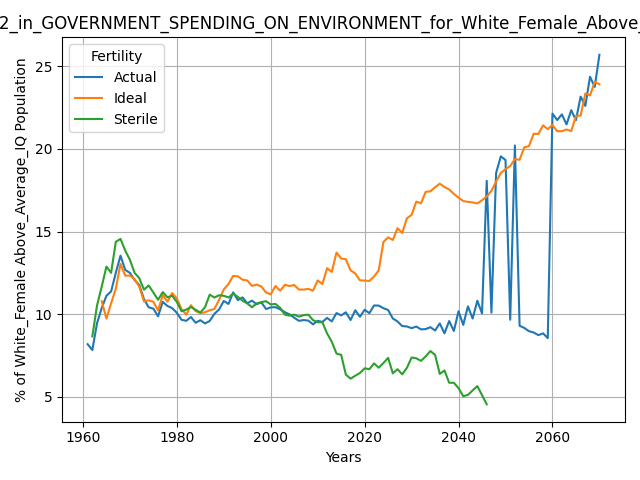 2_in_GOVERNMENT_SPENDING_ON_ENVIRONMENT_for_White_Female_Above_
Fertility
Actual
Ideal
Sterile
% of White_Female Above_Average_IQ Population
25
20
15
10
5
1960 1980 2000 2020 2040 2060
Years